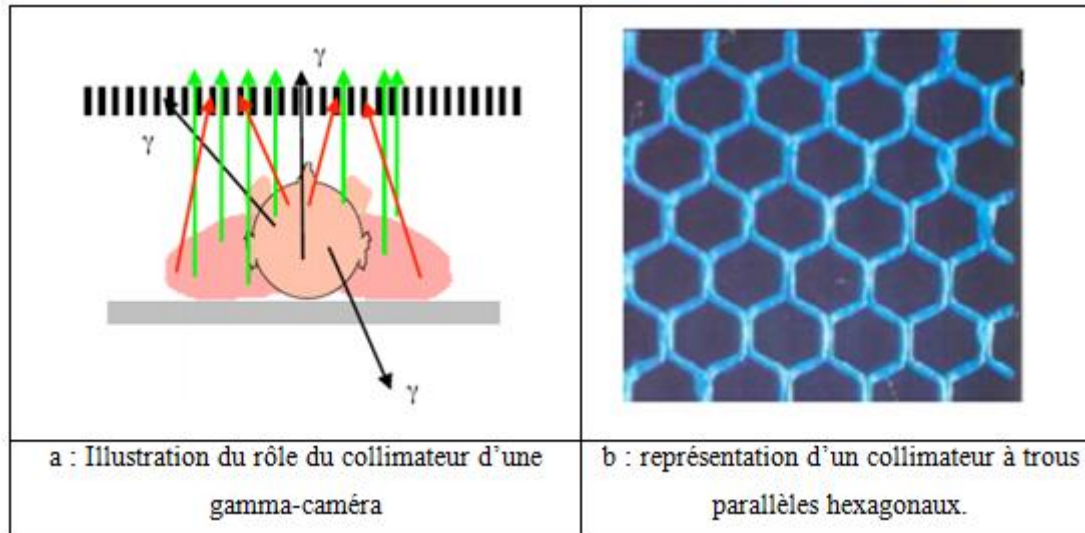 γ
γ
γ
a : Illustration du rôle du collimateur d’une
gamma-caméra
b : représentation d’un collimateur à trous
parallèles hexagonaux.